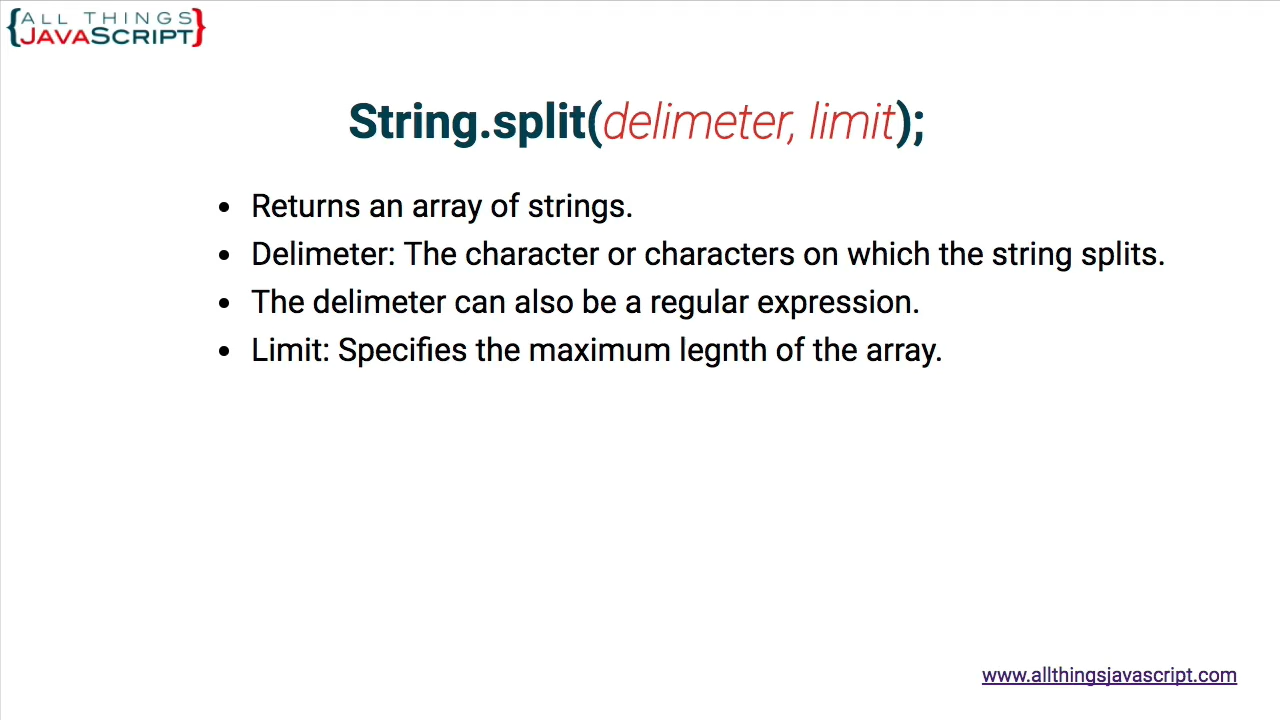 {ALL THINGS
JAVASCRIPT}
String.split(delimeter, limit);
• Returns an array of strings.
• Delimeter: The character or characters on which the string splits.
• The delimeter can also be a regular expression.
• Limit: Specifies the maximum legnth of the array.
www.allthingsjavascript.com